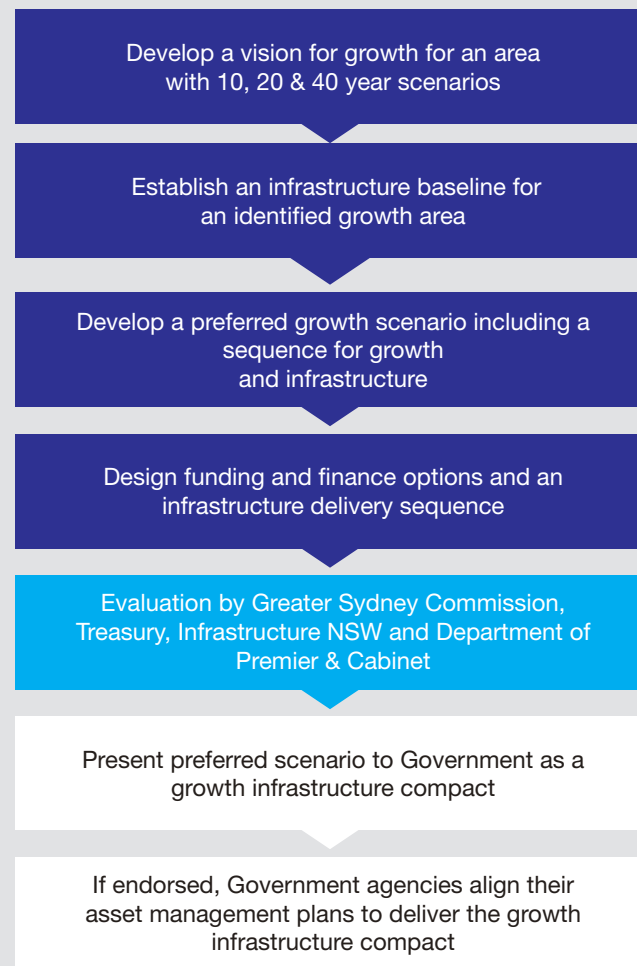 Develop a vision for growth for an area
with 10, 20 & 40 year scenarios
Establish an infrastructure baseline for
an identified growth area
Develop a preferred growth scenario including a
sequence for growth
and infrastructure
Design funding and finance options and an
infrastructure delivery sequence
Evaluation by Greater Sydney Commission,
Treasury, Infrastructure NSW and Department of
Premier & Cabinet
Present preferred scenario to Government as a
growth infrastructure compact
If endorsed, Government agencies align their
asset management plans to deliver the growth
infrastructure compact